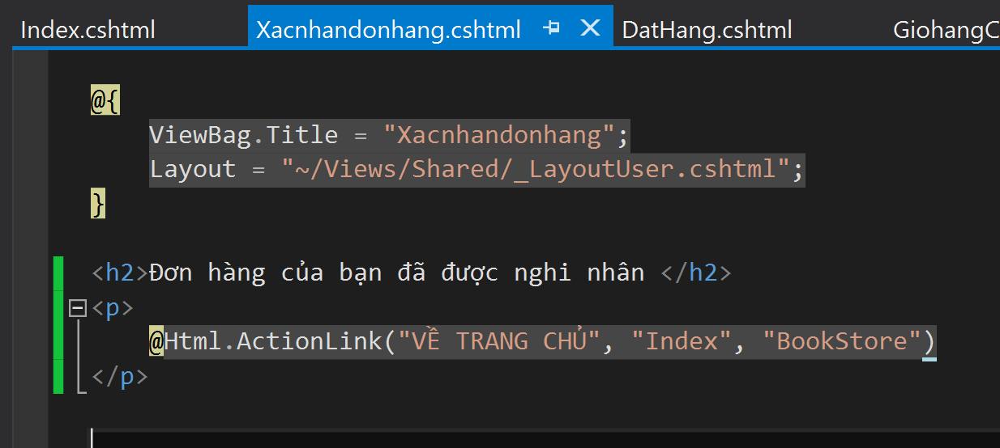 Index.cshtml Xacnhandonhang.cshtml DatHang.cshtml GiohangC
@{
ViewBag.Title = "Xacnhandonhang";
Layout = "~/Views/Shared/_LayoutUser.cshtml";
}
<h2>Đơn hàng của bạn đã được nghi nhân </h2>
<p>
@Html.ActionLink("VỀ TRANG CHỦ", "Index", "BookStore")
</p>